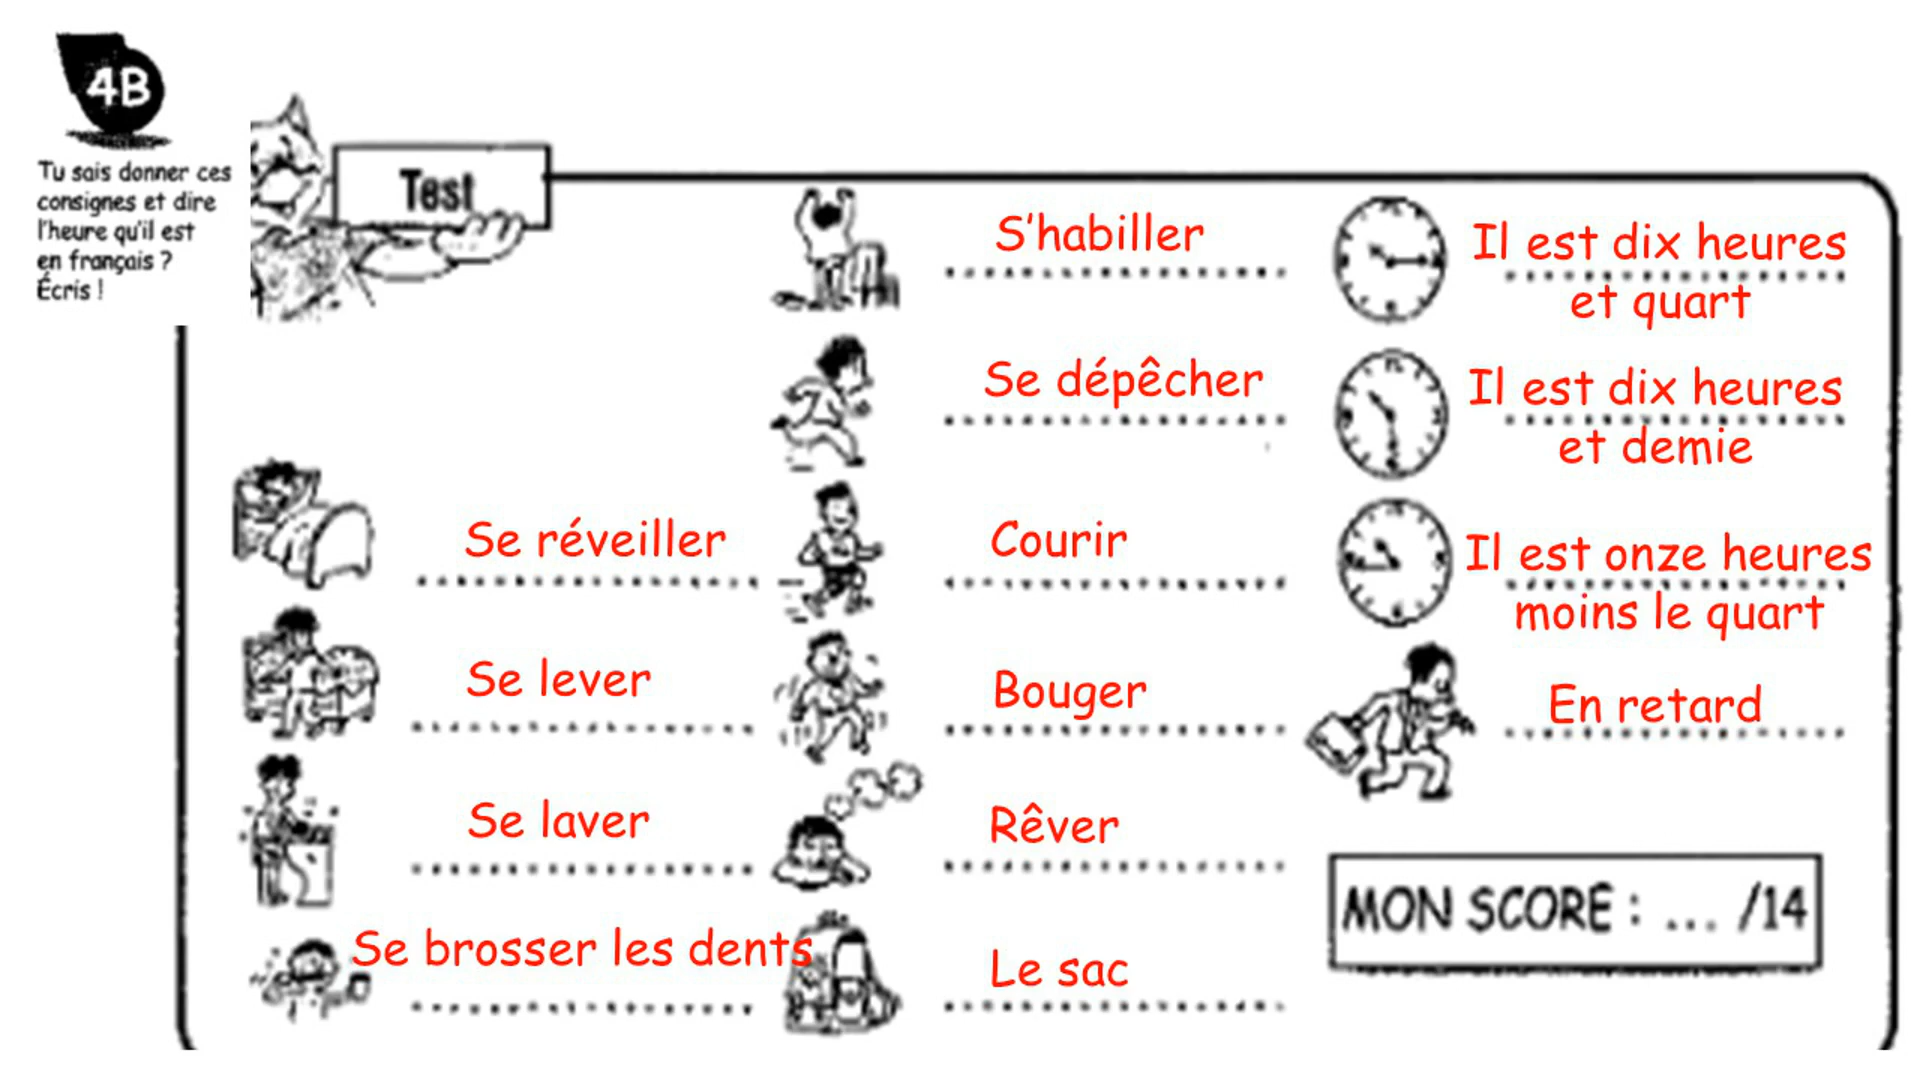 4B
Tu sais donner ces
consignes et dire
l'heure qu'il est
en français ?
Écris !
Test
Se réveiller
Se lever
Se laver
Se brosser les dents
S'habiller
Se dépêcher
Courir
Bouger
Rêver
Le sac
Il est dix heures
et quart
Il est dix heures
et demie
Il est onze heures
moins le quart
En retard
MON SCORE : ... /14